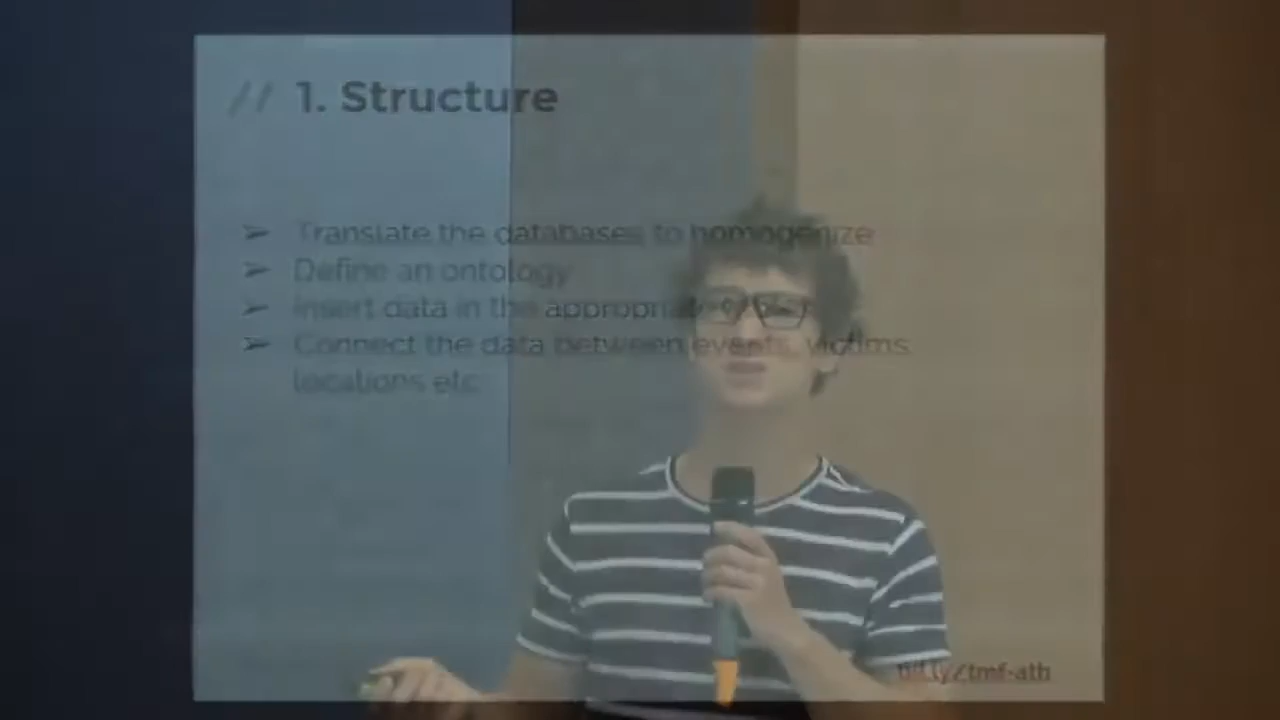 // 1. Structure
➢ Translate the databases to homogenize
➢ Define an ontology
➢ Insert data in the appropriate
➢ Connect the data between events, victims,
locations etc.
bit.ly/tmf-ath